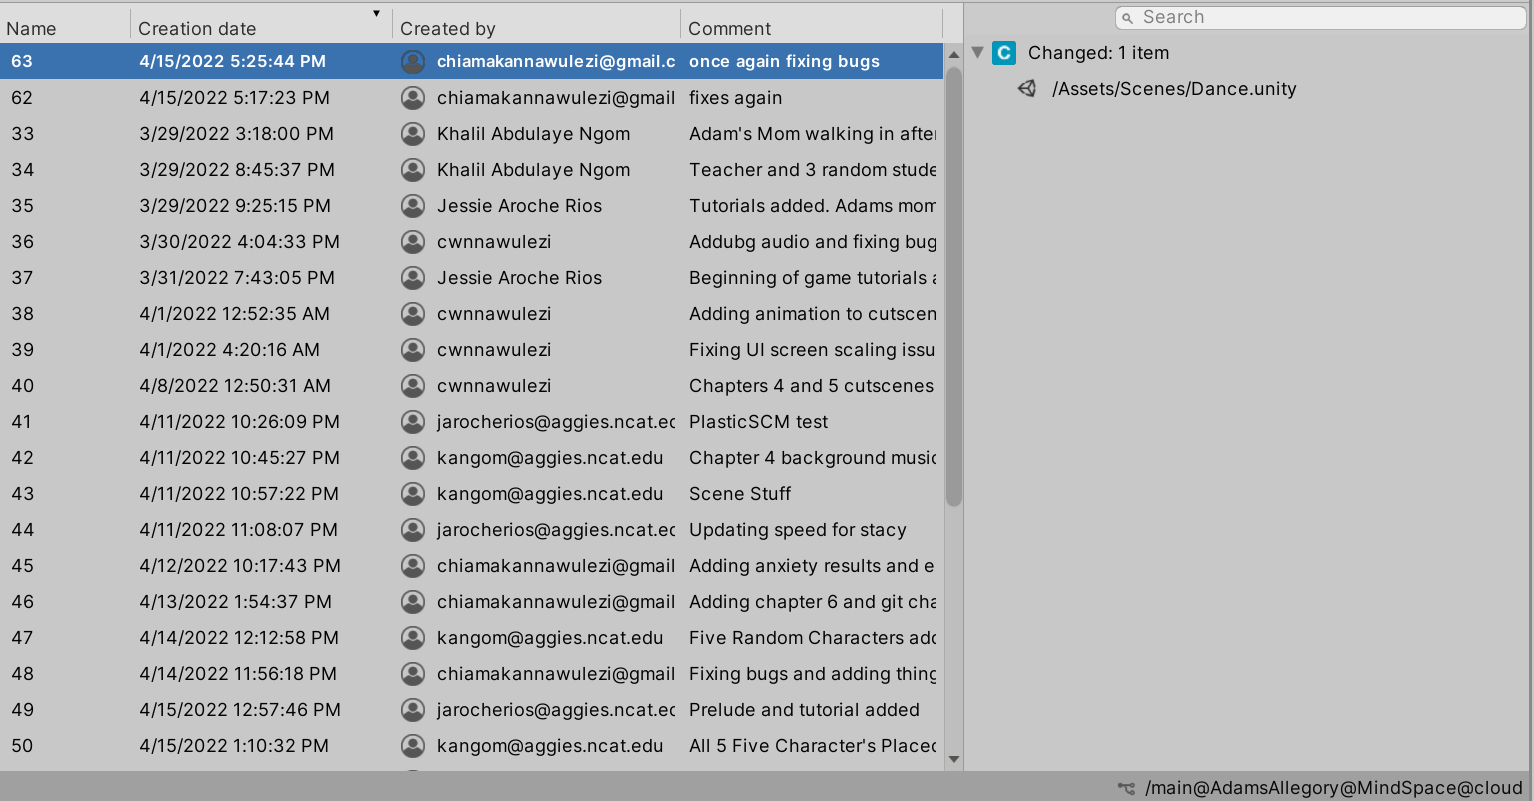 Search
Name Creation date Created by Comment
63 4/15/2022 5:25:44 PM chiamakannawulezi@gmail.c once again fixing bugs
62 4/15/2022 5:17:23 PM chiamakannawulezi@gmail fixes again
33 3/29/2022 3:18:00 PM Khalil Abdulaye Ngom Adam's Mom walking in after
34 3/29/2022 8:45:37 PM Khalil Abdulaye Ngom Teacher and 3 random stude
35 3/29/2022 9:25:15 PM Jessie Aroche Rios Tutorials added. Adams mom
36 3/30/2022 4:04:33 PM cwnnawulezi Addubg audio and fixing bug
37 3/31/2022 7:43:05 PM Jessie Aroche Rios Beginning of game tutorials a
38 4/1/2022 12:52:35 AM cwnnawulezi Adding animation to cutscen
39 4/1/2022 4:20:16 AM cwnnawulezi Fixing UI screen scaling issu
40 4/8/2022 12:50:31 AM cwnnawulezi Chapters 4 and 5 cutscenes
41 4/11/2022 10:26:09 PM jarocherios@aggies.ncat.ec PlasticSCM test
42 4/11/2022 10:45:27 PM kangom@aggies.ncat.edu Chapter 4 background music
43 4/11/2022 10:57:22 PM kangom@aggies.ncat.edu Scene Stuff
44 4/11/2022 11:08:07 PM jarocherios@aggies.ncat.ec Updating speed for stacy
45 4/12/2022 10:17:43 PM chiamakannawulezi@gmail Adding anxiety results and e
46 4/13/2022 1:54:37 PM chiamakannawulezi@gmail Adding chapter 6 and git cha
47 4/14/2022 12:12:58 PM kangom@aggies.ncat.edu Five Random Characters add
48 4/14/2022 11:56:18 PM chiamakannawulezi@gmail Fixing bugs and adding thing
49 4/15/2022 12:57:46 PM jarocherios@aggies.ncat.ec Prelude and tutorial added
50 4/15/2022 1:10:32 PM kangom@aggies.ncat.edu All 5 Five Character's Placed
C Changed: 1 item
/Assets/Scenes/Dance.unity
/main@AdamsAllegory@MindSpace@cloud